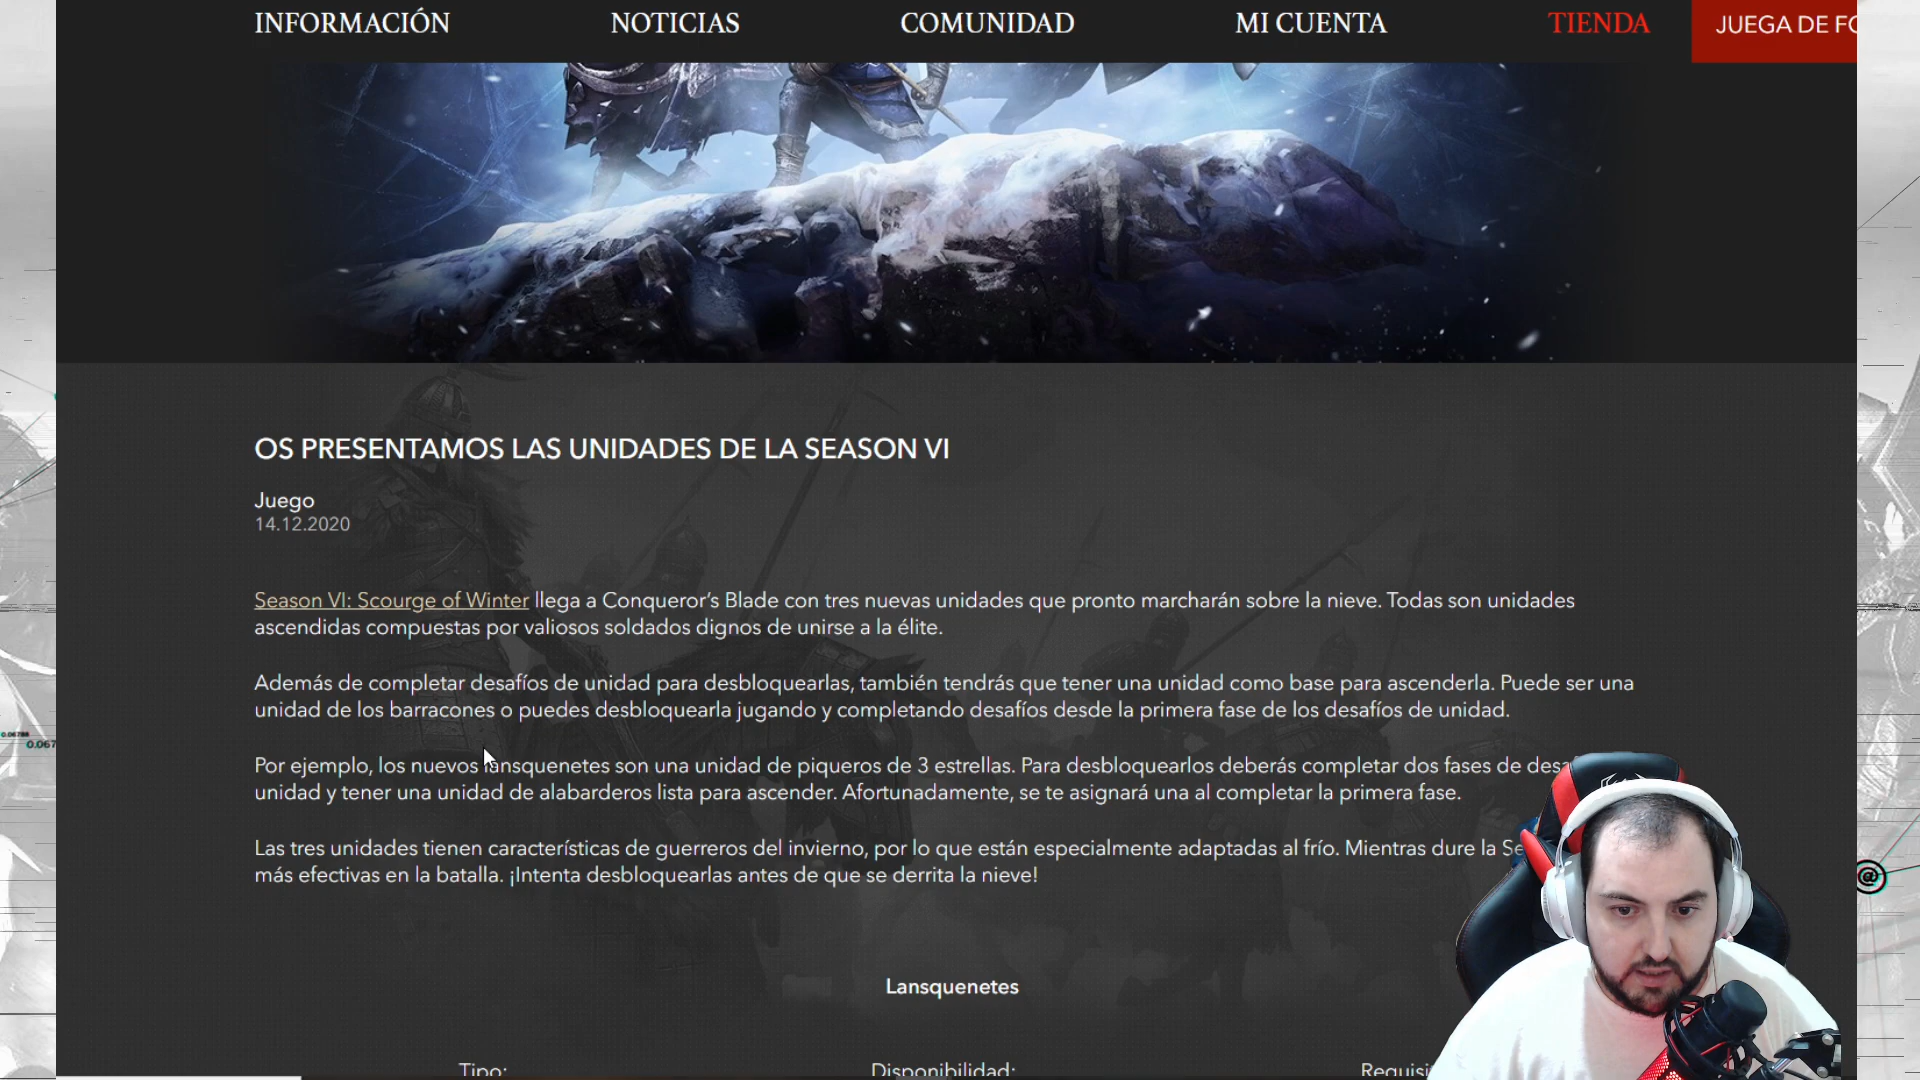 INFORMACIÓN NOTICIAS COMUNIDAD MI CUENTA TIENDA JUEGA DE
OS PRESENTAMOS LAS UNIDADES DE LA SEASON VI
Juego
14.12.2020
Season VI: Scourge of Winter llega a Conqueror's Blade con tres nuevas unidades que pronto marcharán sobre la nieve. Todas son unidades
ascendidas compuestas por valiosos soldados dignos de unirse a la élite.
Además de completar desafíos de unidad para desbloquearlas, también tendrás que tener una unidad como base para ascenderla. Puede ser una
unidad de los barracones o puedes desbloquearla jugando y completando desafíos desde la primera fase de los desafíos de unidad.
Por ejemplo, los nuevos lansquenetes son una unidad de piqueros de 3 estrellas. Para desbloquearlos deberás completar dos fases de
unidad y tener una unidad de alabarderos lista para ascender. Afortunadamente, se te asignará una al completar la primera fase.
Las tres unidades tienen características de guerreros del invierno, por lo que están especialmente adaptadas al frío. Mientras dure la
más efectivas en la batalla. ¡Intenta desbloquearlas antes de que se derrita la nieve!
Lansquenetes
Tipo: Disponibilidad: